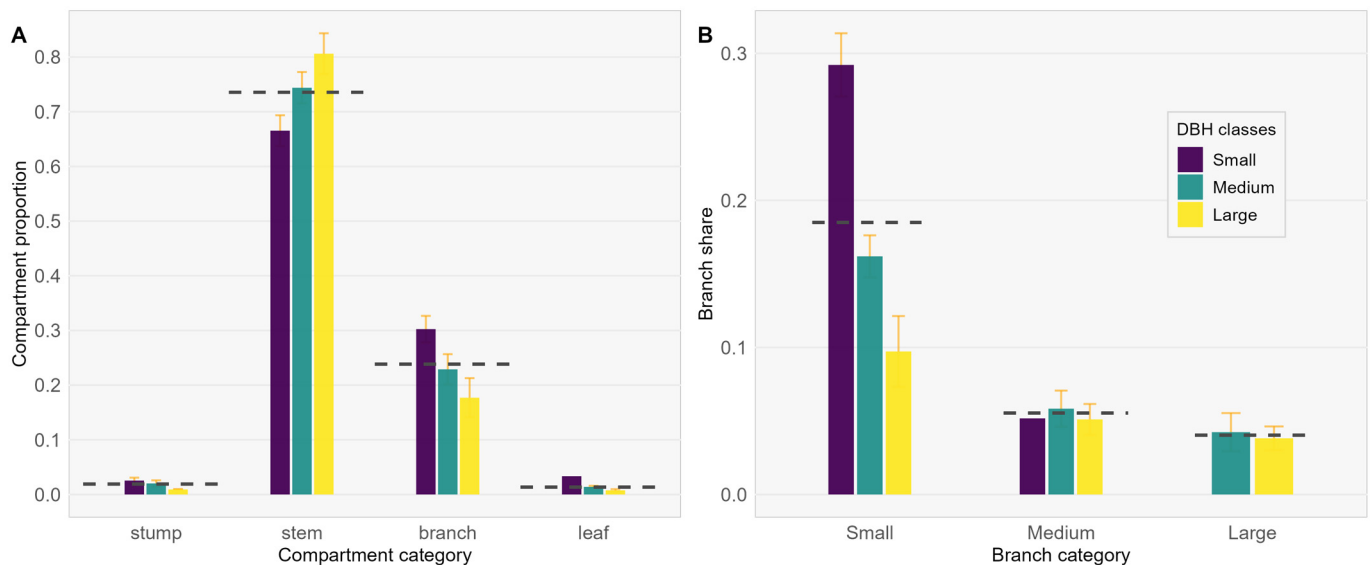 A
0.8
0.7
0.6
0.5
0.4
0.3
0.2
0.1
0.0
Compartment proportion
stump stem branch leaf
Compartment category
B
0.3
0.2
0.1
0.0
Branch share
DBH classes
Small
Medium
Large
Small Medium Large
Branch category